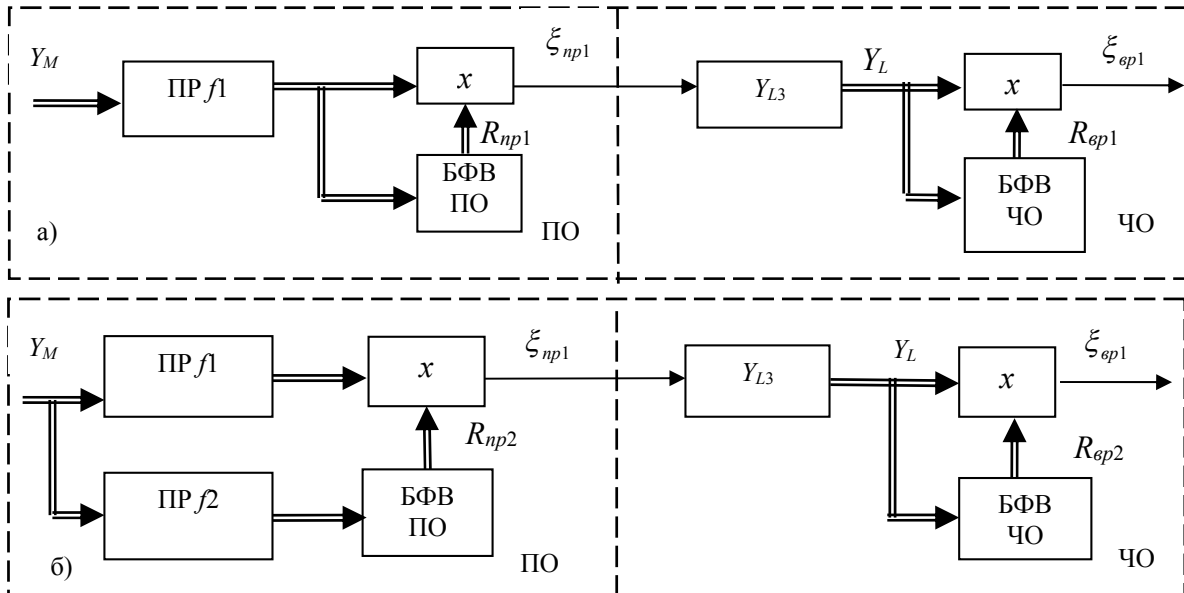 Y_M
ПР f1
x
ξ_пр1
R_пр1
БФВ
ПО
ПО
а)
Y_L3
Y_L
x
ξ_вр1
R_вр1
БФВ
ЧО
ЧО
Y_M
ПР f1
ПР f2
x
ξ_пр1
R_пр2
БФВ
ПО
ПО
б)
Y_L3
Y_L
x
ξ_вр1
R_вр2
БФВ
ЧО
ЧО